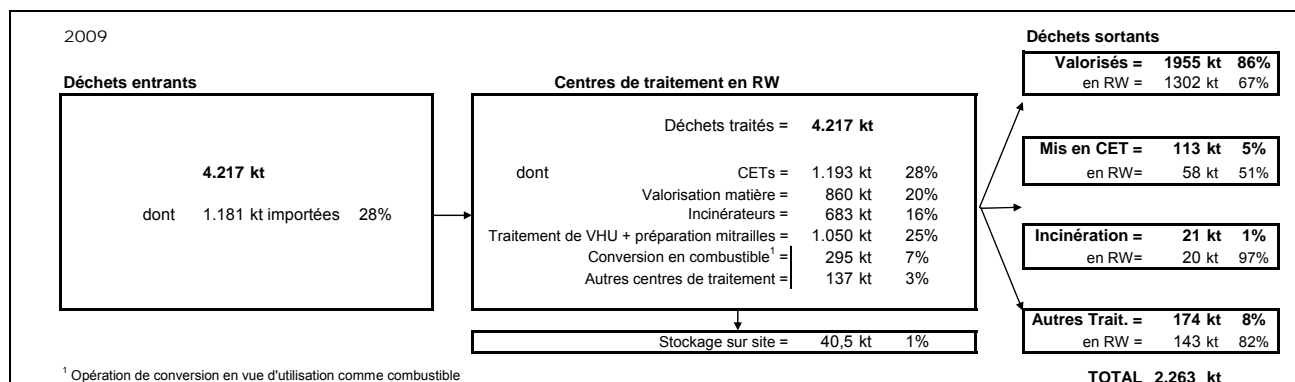 2009
Déchets entrants
4.217 kt
dont 1.181 kt importées 28%
Centres de traitement en RW
Déchets traités = 4.217 kt
dont CETs = 1.193 kt 28%
Valorisation matière = 860 kt 20%
Incinérateurs = 683 kt 16%
Traitement de VHU + préparation mitrailles = 1.050 kt 25%
Conversion en combustible¹ = 295 kt 7%
Autres centres de traitement = 137 kt 3%
Stockage sur site = 40,5 kt 1%
Déchets sortants
Valorisés = 1955 kt 86%
en RW = 1302 kt 67%
Mis en CET = 113 kt 5%
en RW= 58 kt 51%
Incinération = 21 kt 1%
en RW= 20 kt 97%
Autres Trait. = 174 kt 8%
en RW = 143 kt 82%
TOTAL 2.263 kt
¹ Opération de conversion en vue d'utilisation comme combustible